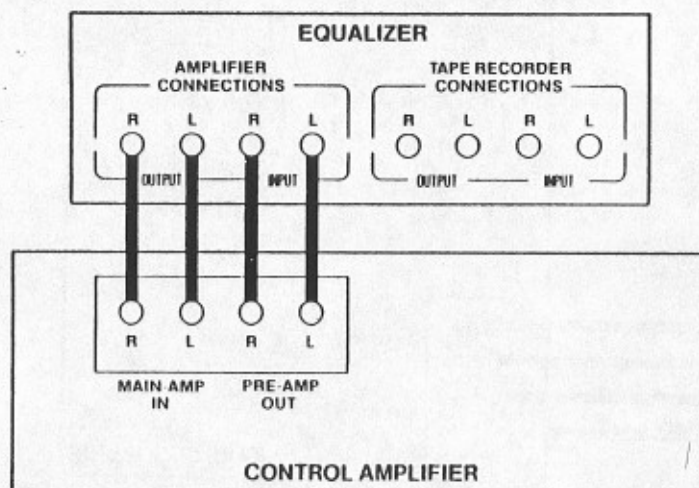 EQUALIZER
AMPLIFIER
CONNECTIONS
TAPE RECORDER
CONNECTIONS
R L R L
R L R L
OUTPUT INPUT
OUTPUT INPUT
R L R L
MAIN-AMP
IN
PRE-AMP
OUT
CONTROL AMPLIFIER